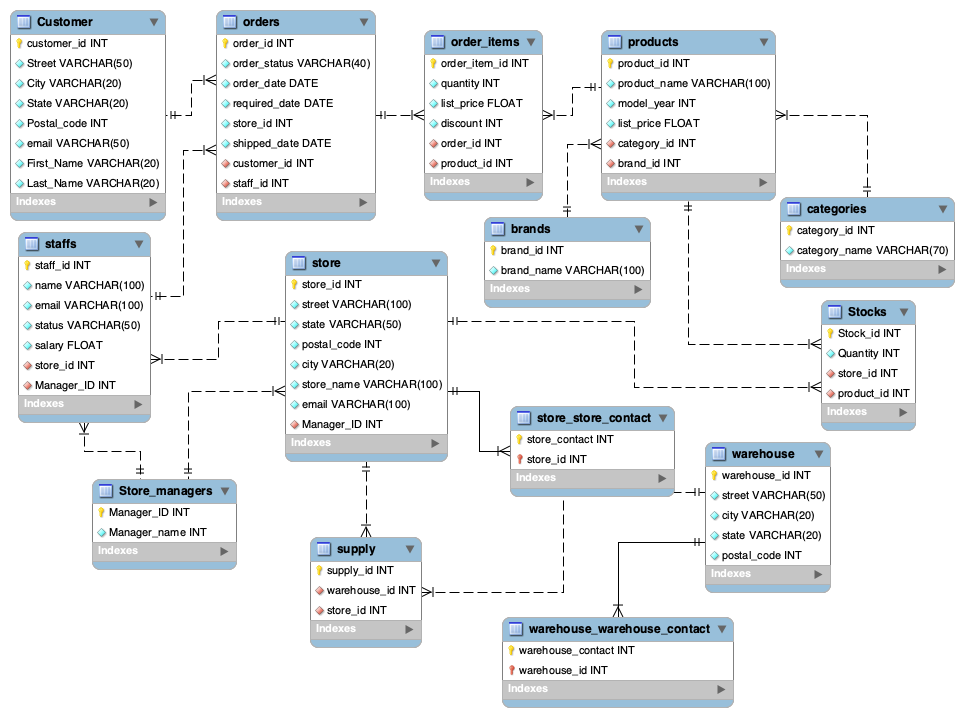 Customer
customer_id INT
Street VARCHAR(50)
City VARCHAR(20)
State VARCHAR(20)
Postal_code INT
email VARCHAR(50)
First_Name VARCHAR(20)
Last_Name VARCHAR(20)
Indexes
orders
order_id INT
order_status VARCHAR(40)
order_date DATE
required_date DATE
store_id INT
shipped_date DATE
customer_id INT
staff_id INT
Indexes
order_items
order_item_id INT
quantity INT
list_price FLOAT
discount INT
order_id INT
product_id INT
Indexes
products
product_id INT
product_name VARCHAR(100)
model_year INT
list_price FLOAT
category_id INT
brand_id INT
Indexes
categories
category_id INT
category_name VARCHAR(70)
Indexes
brands
brand_id INT
brand_name VARCHAR(100)
Indexes
staffs
staff_id INT
name VARCHAR(100)
email VARCHAR(100)
status VARCHAR(50)
salary FLOAT
store_id INT
Manager_ID INT
Indexes
store
store_id INT
street VARCHAR(100)
state VARCHAR(50)
postal_code INT
city VARCHAR(20)
store_name VARCHAR(100)
email VARCHAR(100)
Manager_ID INT
Indexes
Stocks
Stock_id INT
Quantity INT
store_id INT
product_id INT
Indexes
store_store_contact
store_contact INT
store_id INT
Indexes
warehouse
warehouse_id INT
street VARCHAR(50)
city VARCHAR(20)
state VARCHAR(20)
postal_code INT
Indexes
Store_managers
Manager_ID INT
Manager_name INT
Indexes
supply
supply_id INT
warehouse_id INT
store_id INT
Indexes
warehouse_warehouse_contact
warehouse_contact INT
warehouse_id INT
Indexes